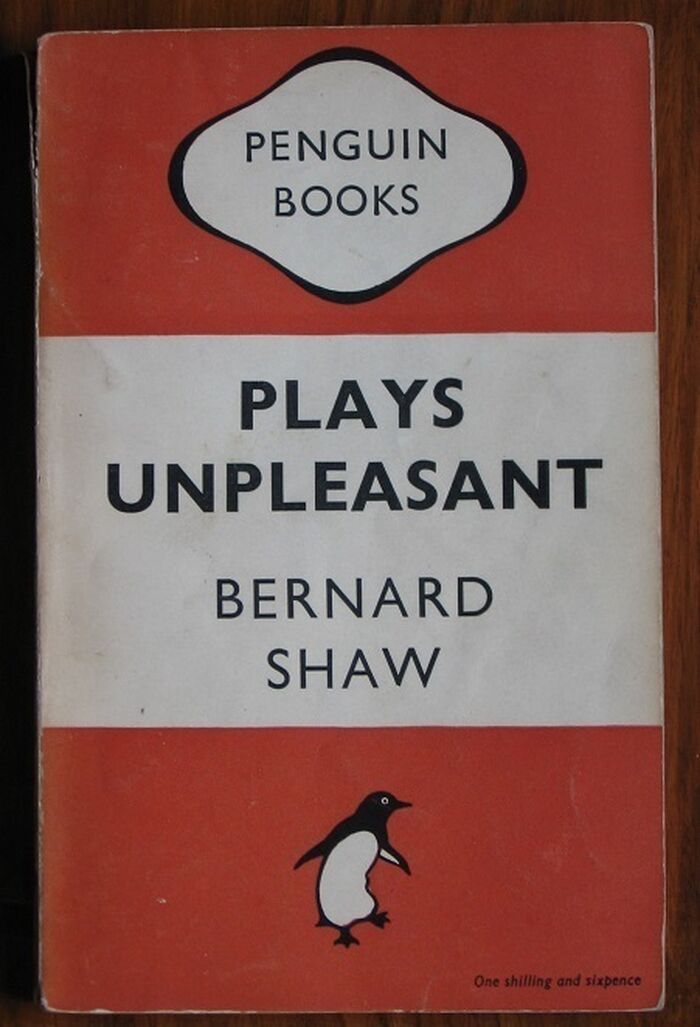 PENGUIN
BOOKS
PLAYS
UNPLEASANT
BERNARD
SHAW
One shilling and sixpence